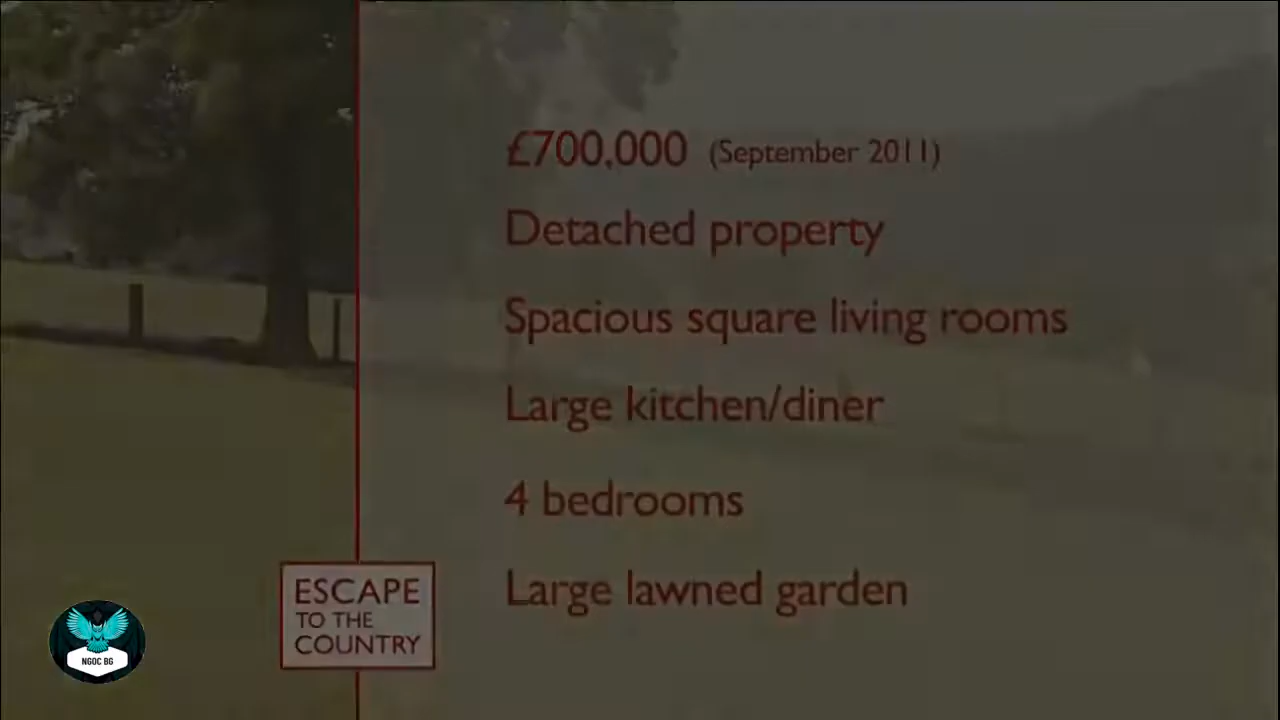 £700,000 (September 2011)
Detached property
Spacious square living rooms
Large kitchen/diner
4 bedrooms
Large lawned garden
ESCAPE
TO THE
COUNTRY
NGOC BG